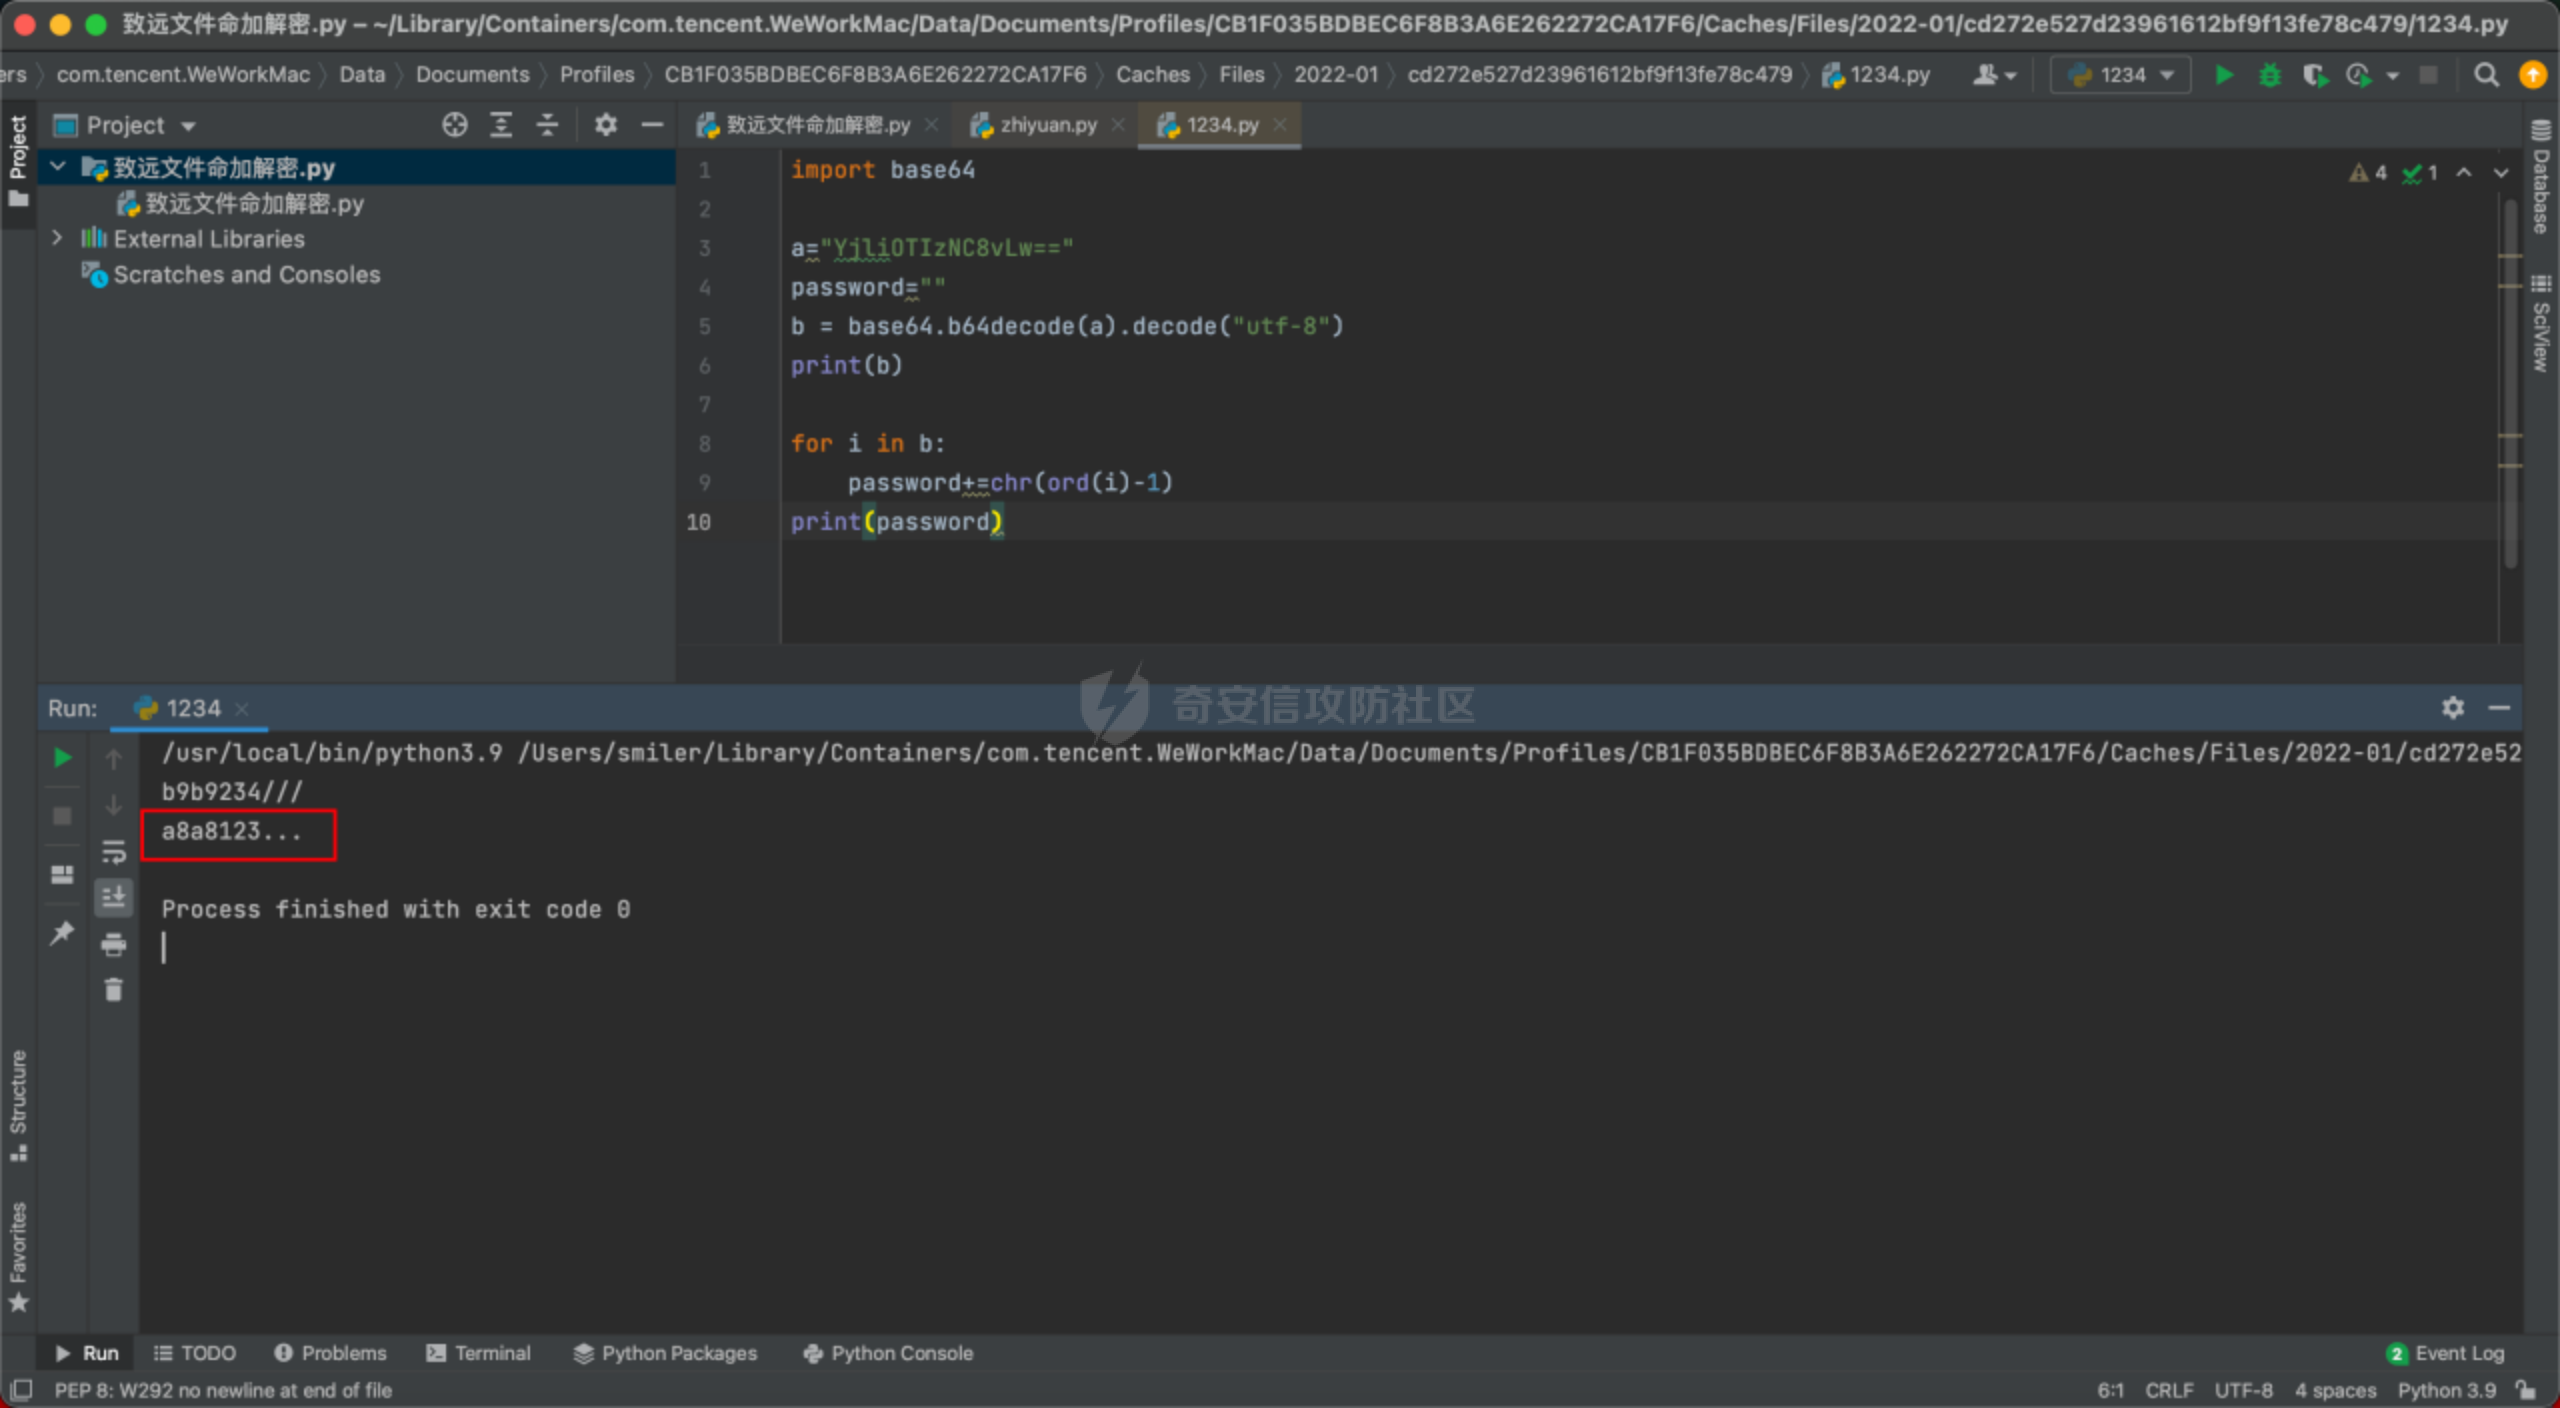 致远文件命加解密.py – ~/Library/Containers/com.tencent.WeWorkMac/Data/Documents/Profiles/CB1F035BDBEC6F8B3A6E262272CA17F6/Caches/Files/2022-01/cd272e527d23961612bf9f13fe78c479/1234.py
ers com.tencent.WeWorkMac Data Documents Profiles CB1F035BDBEC6F8B3A6E262272CA17F6 Caches Files 2022-01 cd272e527d23961612bf9f13fe78c479 1234.py 1234
Project
Project
致远文件命加解密.py zhiyuan.py 1234.py
致远文件命加解密.py
致远文件命加解密.py
External Libraries
Scratches and Consoles
1 import base64
2
3 a="YjliOTIzNC8vLw=="
4 password=""
5 b = base64.b64decode(a).decode("utf-8")
6 print(b)
7
8 for i in b:
9 password+=chr(ord(i)-1)
10 print(password)
4 1
Database
SciView
奇安信攻防社区
Run: 1234
/usr/local/bin/python3.9 /Users/smiler/Library/Containers/com.tencent.WeWorkMac/Data/Documents/Profiles/CB1F035BDBEC6F8B3A6E262272CA17F6/Caches/Files/2022-01/cd272e52
b9b9234///
a8a8123...
Process finished with exit code 0
Structure
Favorites
Run TODO Problems Terminal Python Packages Python Console 2 Event Log
PEP 8: W292 no newline at end of file 6:1 CRLF UTF-8 4 spaces Python 3.9